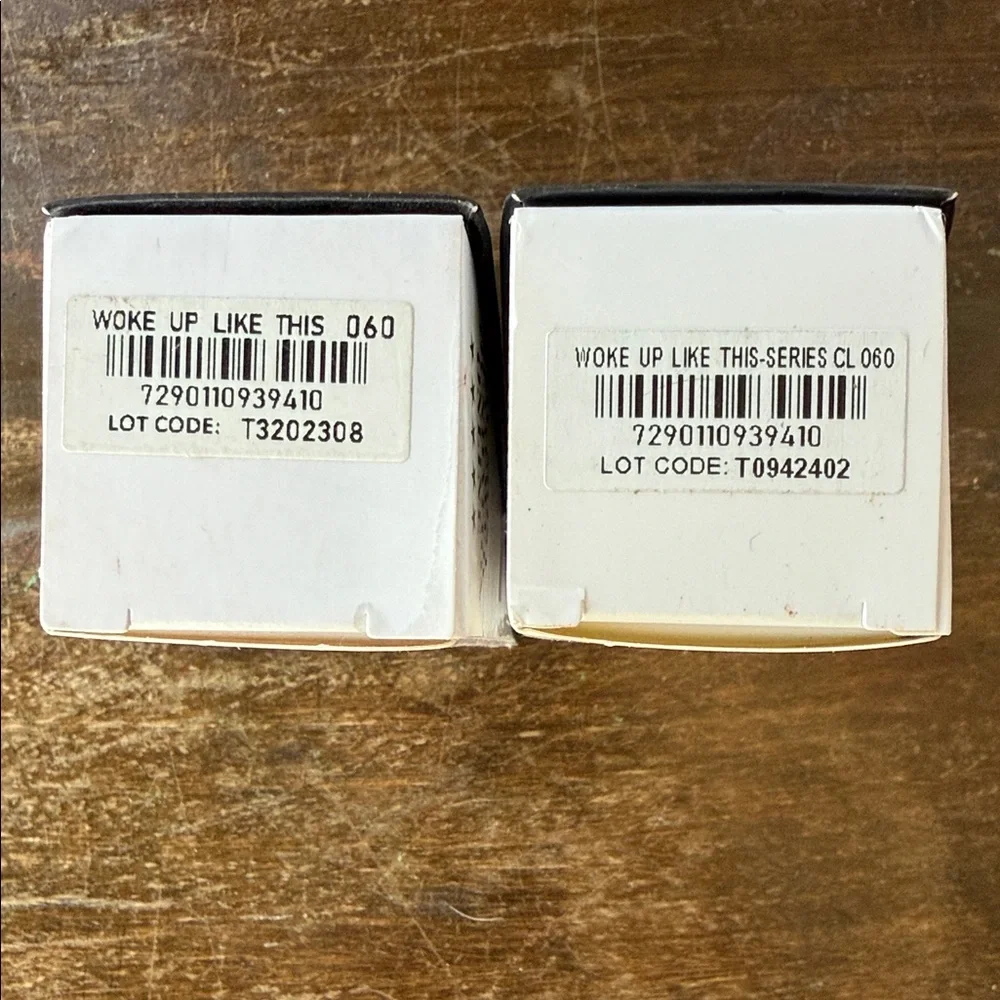 WOKE UP LIKE THIS 060
7290110939410
LOT CODE: T3202308
WOKE UP LIKE THIS-SERIES CL 060
7290110939410
LOT CODE: T0942402